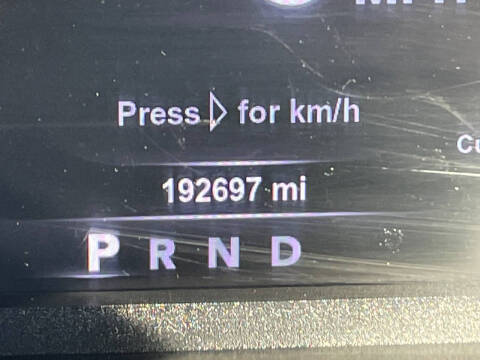 Press ▷ for km/h
192697 mi
P R N D